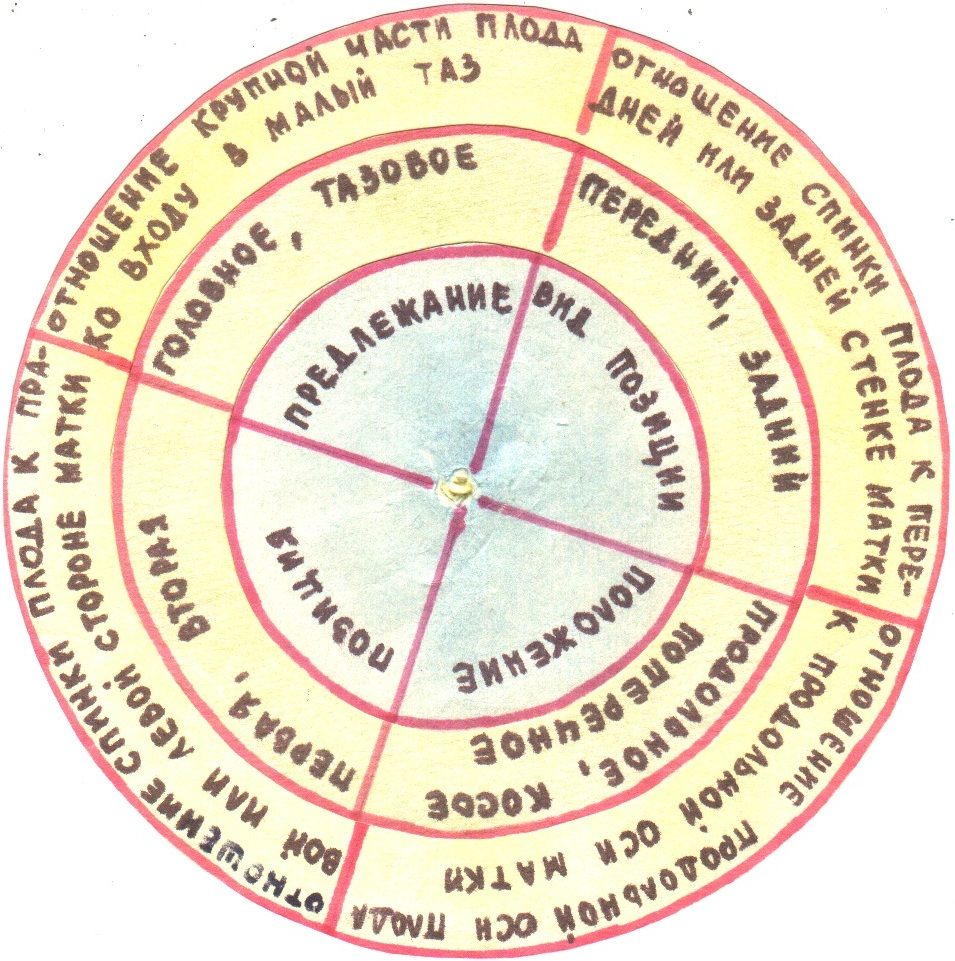 ОТНОШЕНИЕ КРУПНОЙ ЧАСТИ ПЛОДА
КО ВХОДУ В МАЛЫЙ ТАЗ
ГОЛОВНОЕ, ТАЗОВОЕ
ПРЕДЛЕЖАНИЕ
ОТНОШЕНИЕ СПИНКИ ПЛОДА К ПЕРЕ-
ДНЕЙ ИЛИ ЗАДНЕЙ СТЕНКЕ МАТКИ
ПЕРЕДНИЙ, ЗАДНИЙ
ВИД ПОЗИЦИИ
ОТНОШЕНИЕ ПРОДОЛЬНОЙ ОСИ ПЛОДА
К ПРОДОЛЬНОЙ ОСИ МАТКИ
ПРОДОЛЬНОЕ, КОСОЕ
ПОПЕРЕЧНОЕ
ПОЛОЖЕНИЕ
ОТНОШЕНИЕ СПИНКИ ПЛОДА К ПРА-
ВОЙ ИЛИ ЛЕВОЙ СТОРОНЕ МАТКИ
ПЕРВАЯ, ВТОРАЯ
ПОЗИЦИЯ